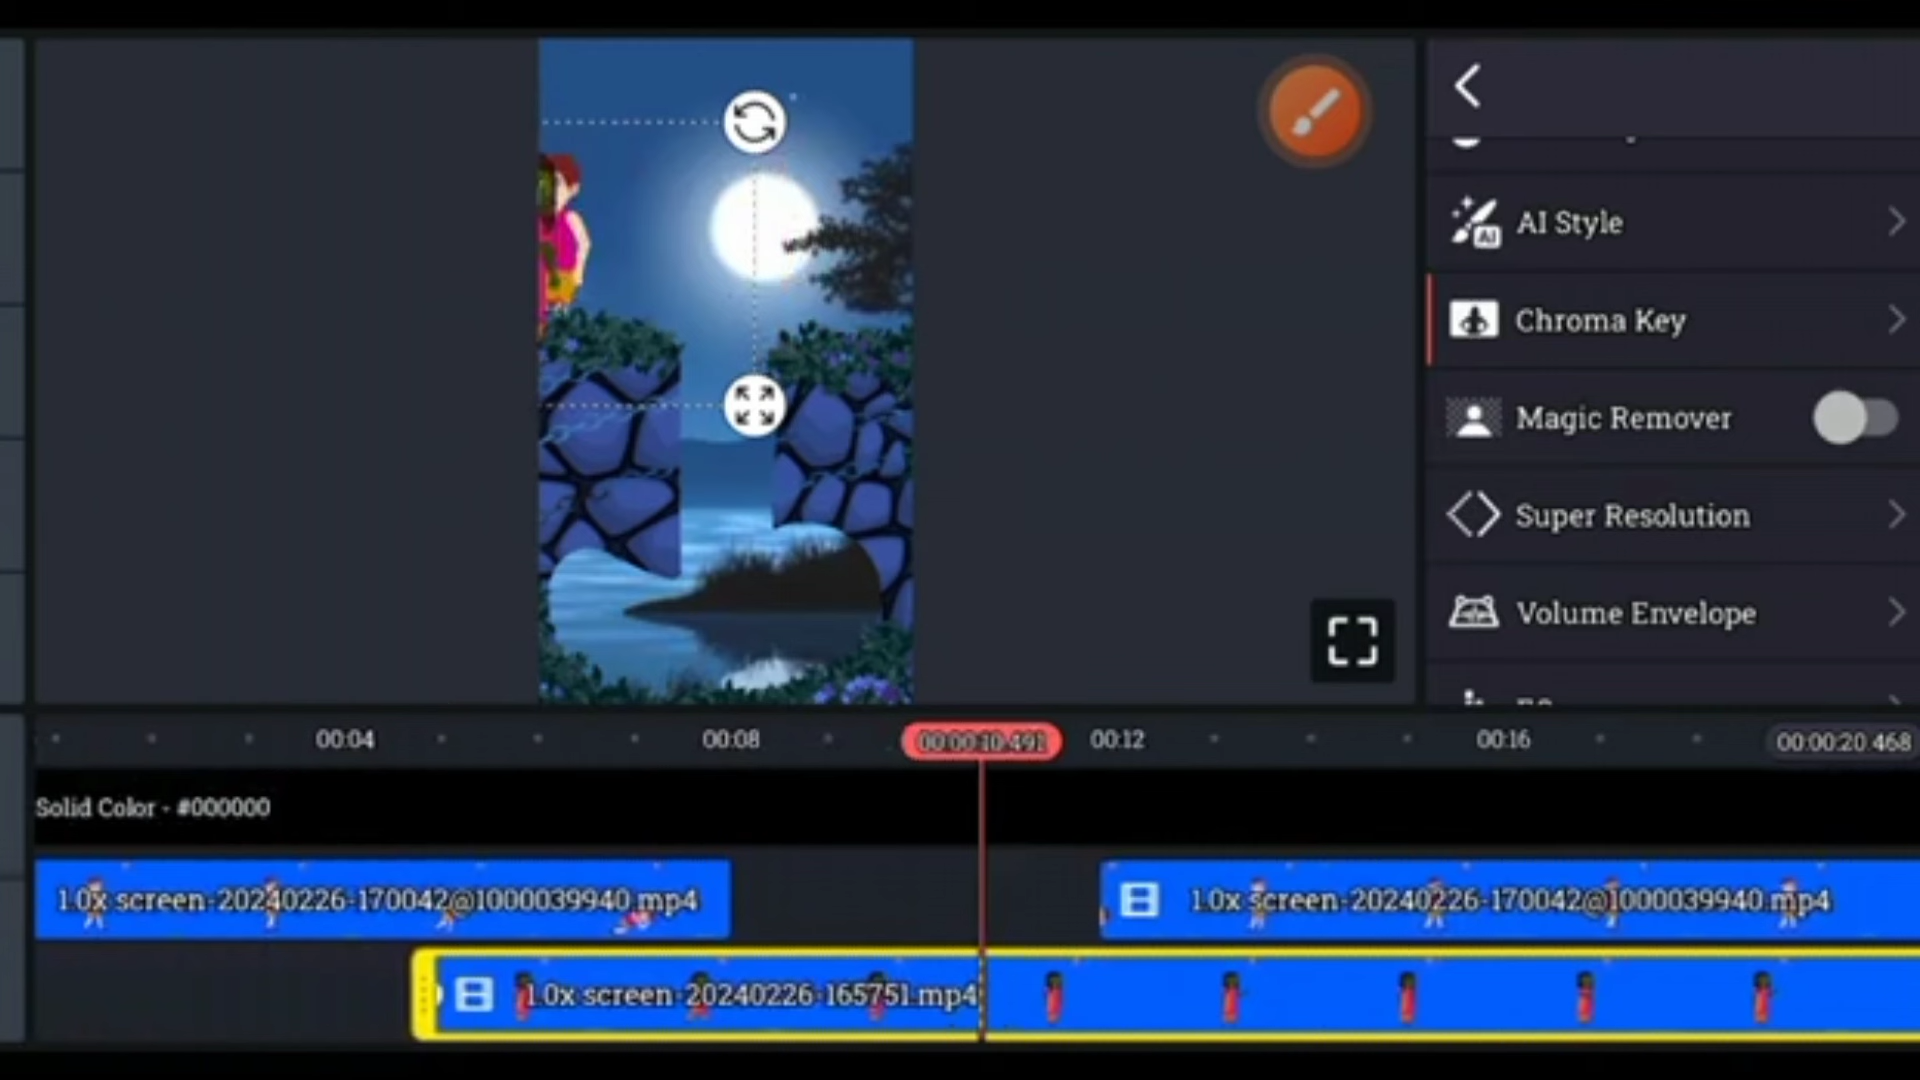 AI Style
Chroma Key
Magic Remover
Super Resolution
Volume Envelope
00:04
00:08
00:00:10.491
00:12
00:16
00:00:20.468
Solid Color - #000000
1.0x screen-20240226-170042@1000039940.mp4
1.0x screen-20240226-170042@1000039940.mp4
1.0x screen-20240226-165751.mp4